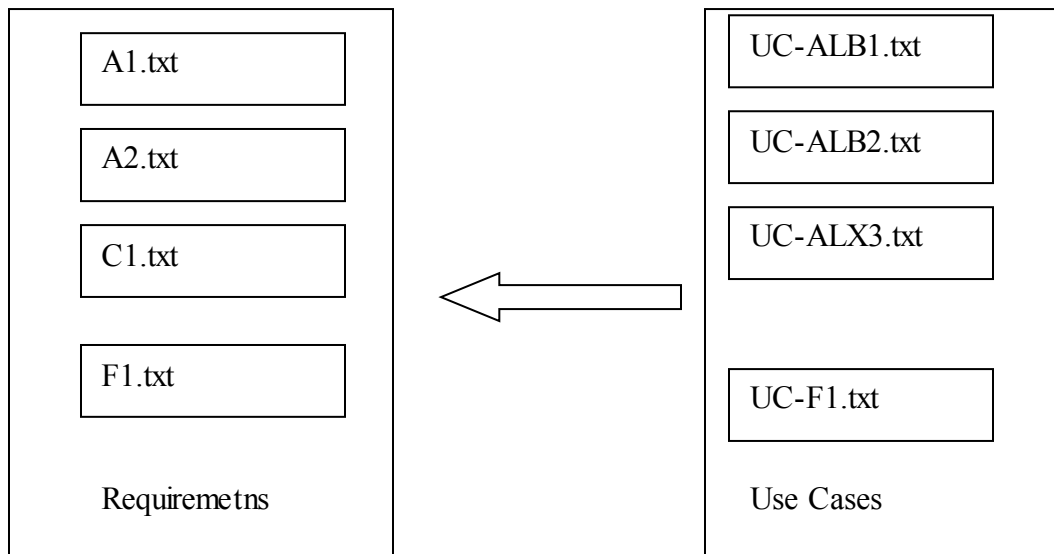 A1.txt
A2.txt
C1.txt
F1.txt
Requiremetns
UC-ALB1.txt
UC-ALB2.txt
UC-ALX3.txt
UC-F1.txt
Use Cases